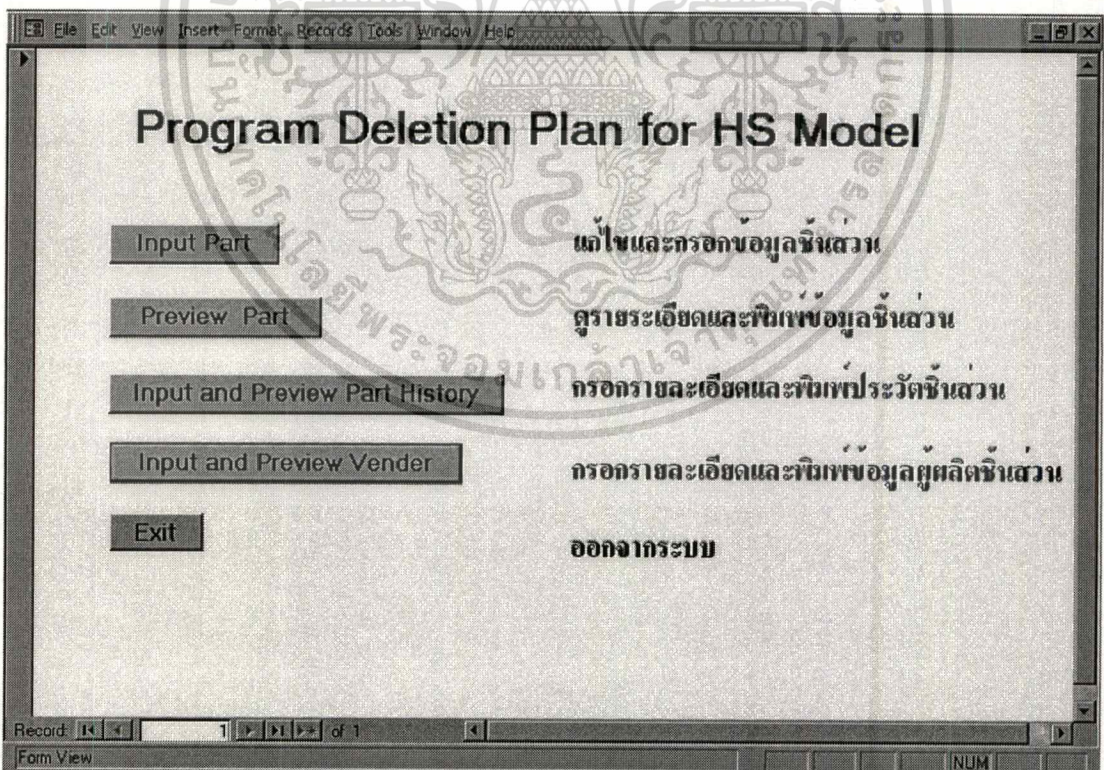 File Edit View Insert Format Records Tools Window Help
Program Deletion Plan for HS Model
Input Part แก้ไขและกรอกข้อมูลชิ้นส่วน
Preview Part ดูรายระเอียดและพิมพ์ข้อมูลชิ้นส่วน
Input and Preview Part History กรอกรายละเอียดและพิมพ์ประวัตชิ้นส่วน
Input and Preview Vender กรอกรายละเอียดและพิมพ์ข้อมูลผู้ผลิตชิ้นส่วน
Exit ออกจากระบบ
Record: 1 of 1
Form View NUM